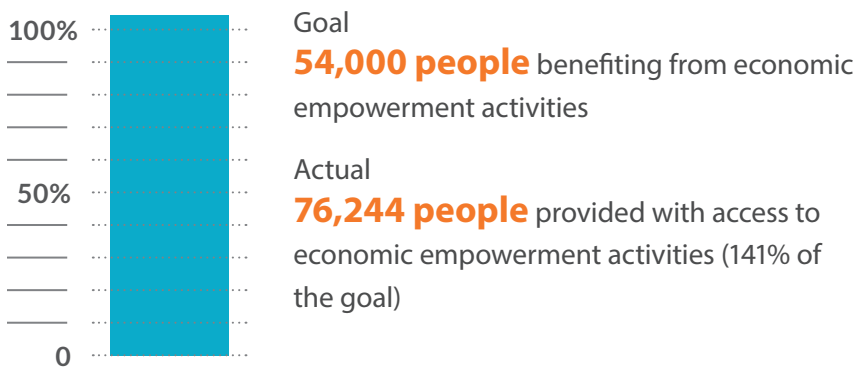 100%
50%
0
Goal
54,000 people benefiting from economic
empowerment activities
Actual
76,244 people provided with access to
economic empowerment activities (141% of
the goal)